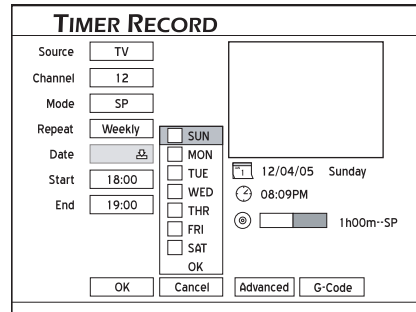 TIMER RECORD
Source TV
Channel 12
Mode SP
Repeat Weekly
Date
Start 18:00
End 19:00
SUN
MON
TUE
WED
THR
FRI
SAT
OK
1 12/04/05 Sunday
08:09PM
1h00m--SP
OK Cancel Advanced G-Code